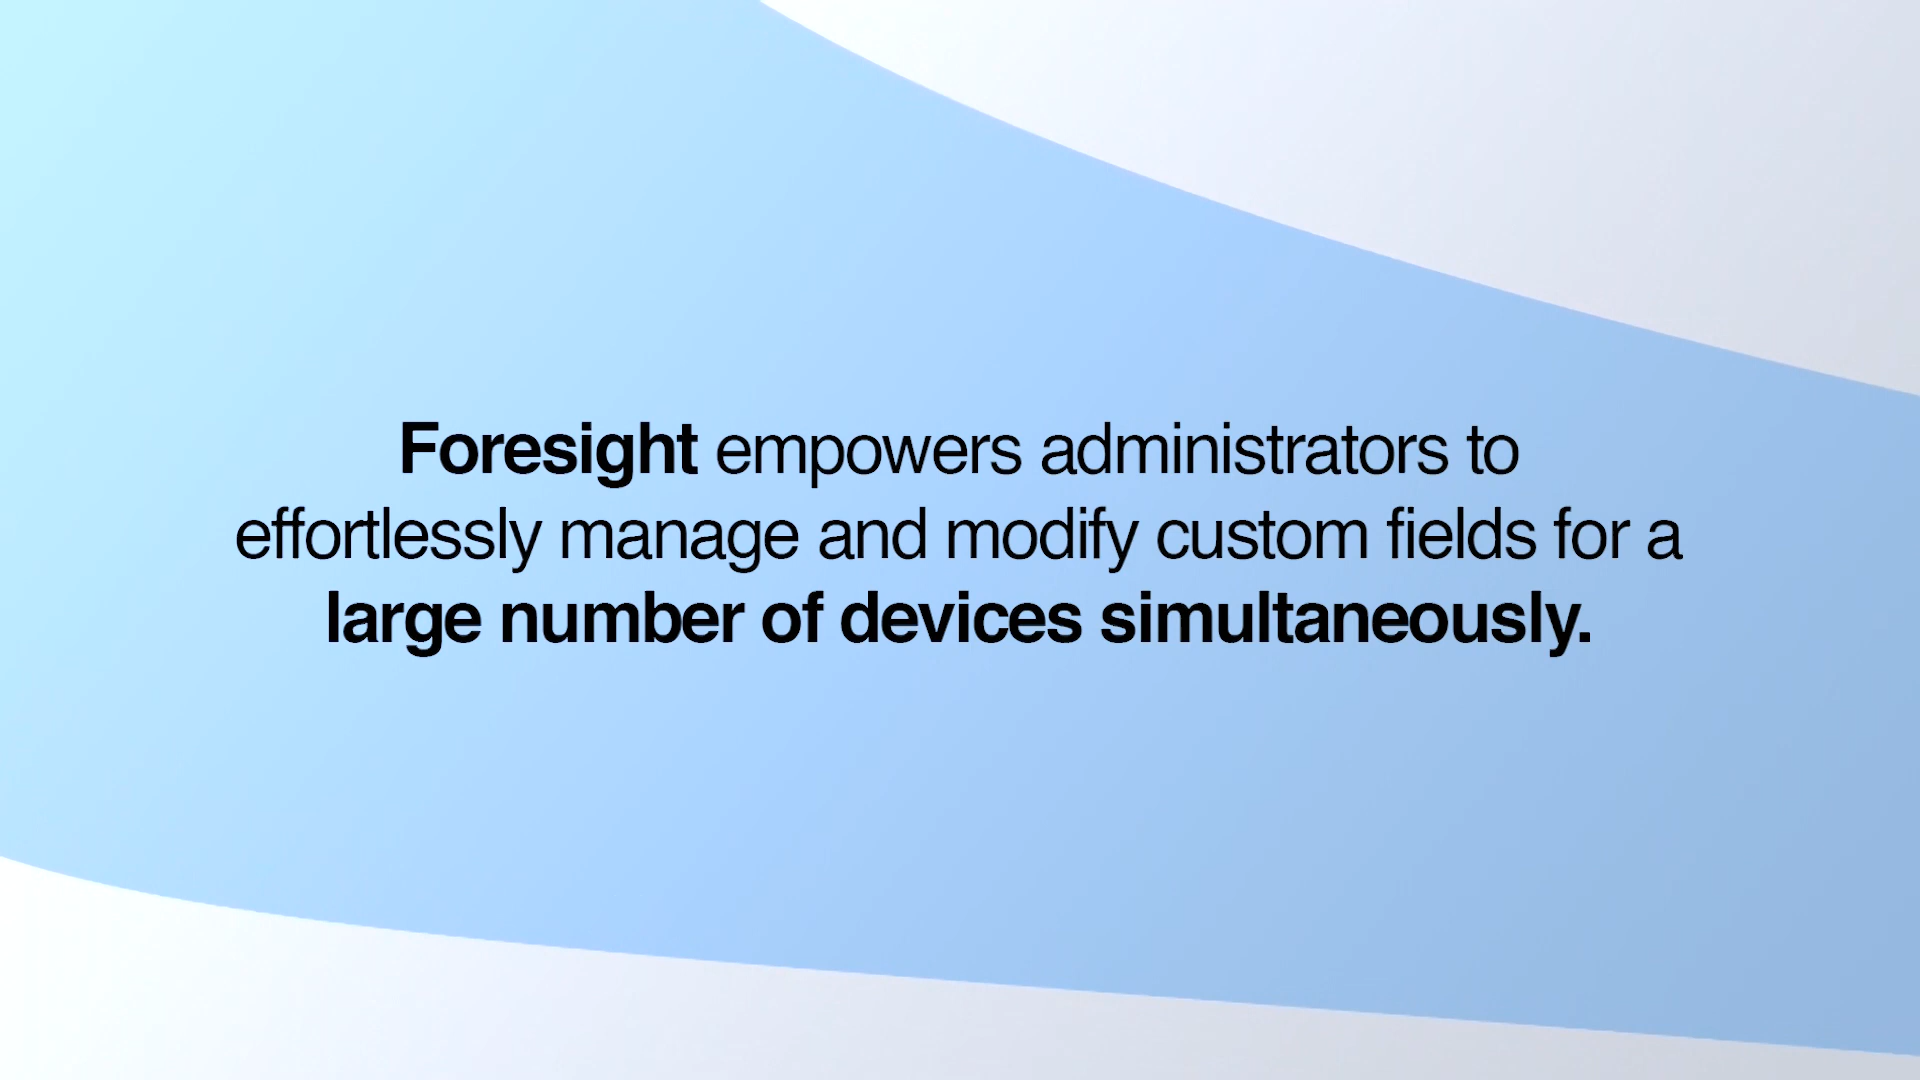 Foresight empowers administrators to
effortlessly manage and modify custom fields for a
large number of devices simultaneously.